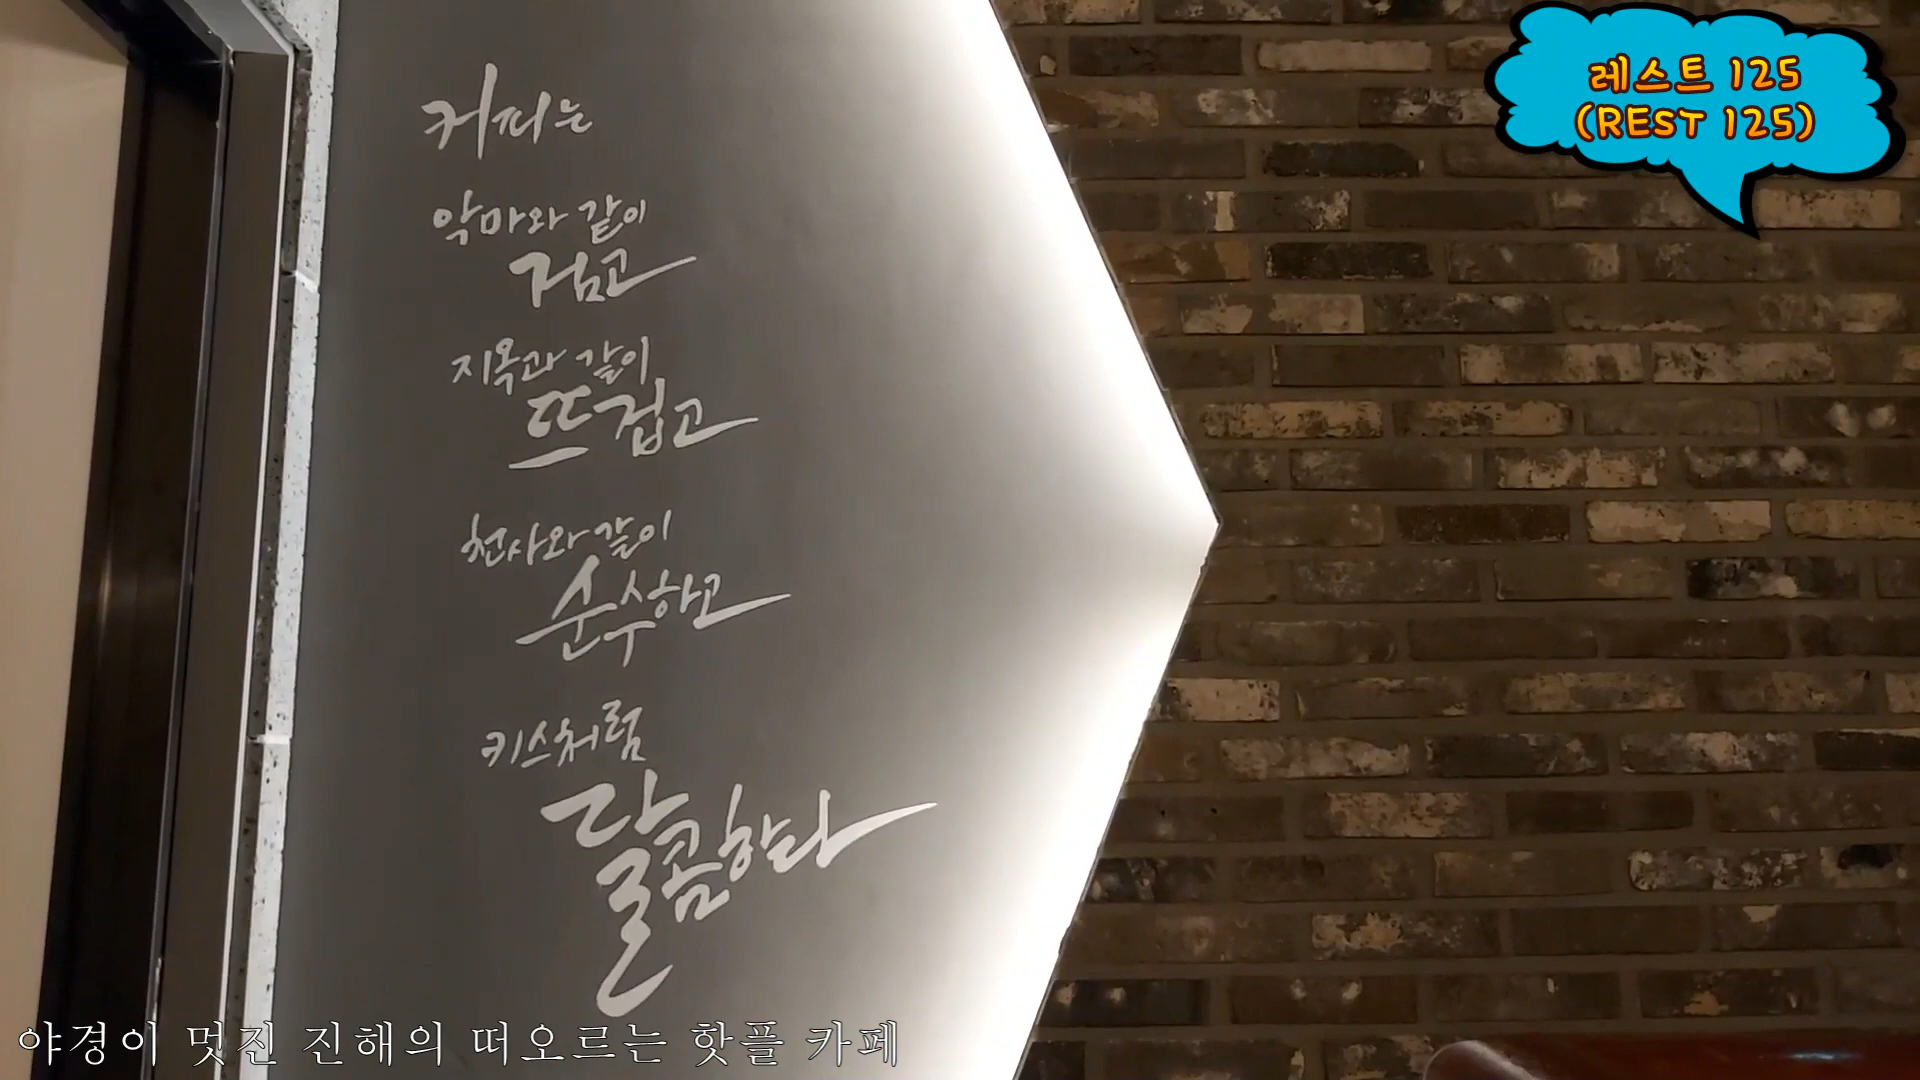 커피는
악마와 같이
검고
지옥과 같이
뜨겁고
천사와 같이
순수하고
키스처럼
달콤하다
레스트 125
(REST 125)
야경이 멋진 진해의 떠오르는 핫플 카페